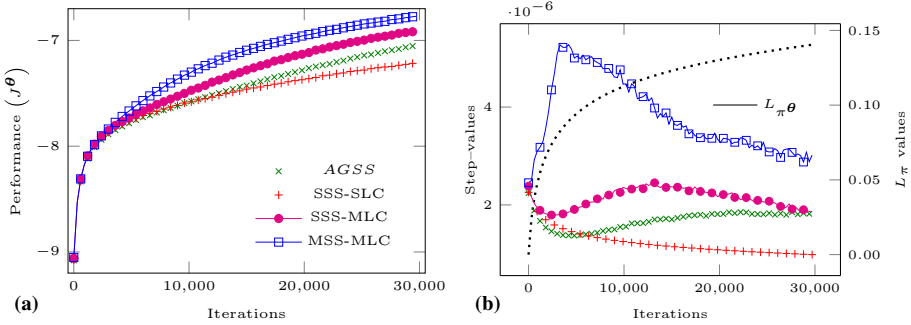 Performance (J^θ)
−7
−8
−9
0
10,000
20,000
30,000
Iterations
(a)
AGSS
SSS-SLC
SSS-MLC
MSS-MLC
·10⁻⁶
Step–values
4
2
0
10,000
20,000
30,000
Iterations
(b)
L_πθ
0.15
0.10
0.05
0.00
L_π values